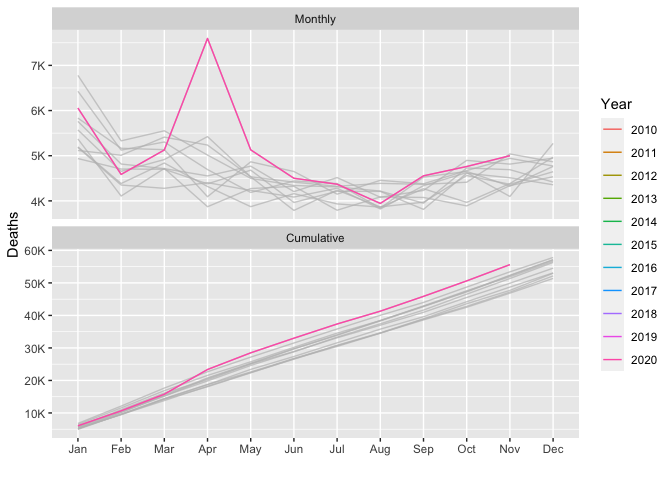 Monthly
7K
6K
5K
4K
Deaths
Cumulative
60K
50K
40K
30K
20K
10K
Jan Feb Mar Apr May Jun Jul Aug Sep Oct Nov Dec
Year
2010
2011
2012
2013
2014
2015
2016
2017
2018
2019
2020